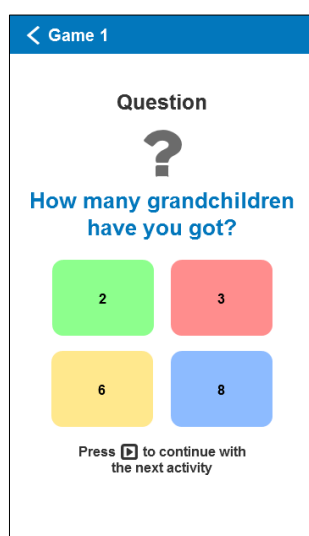 Game 1
Question
?
How many grandchildren
have you got?
2
3
6
8
Press to continue with
the next activity